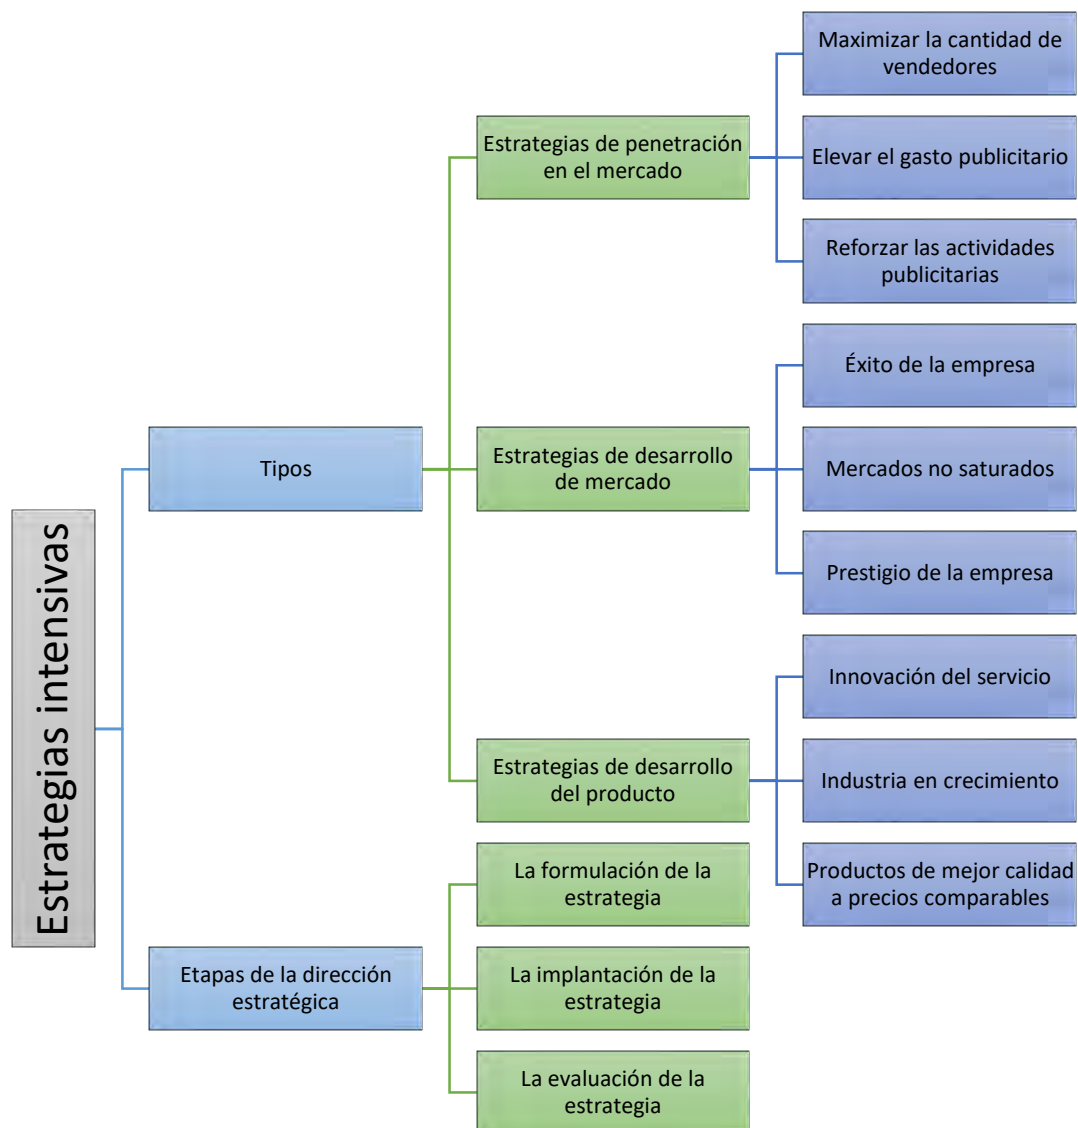 Estrategias intensivas
Tipos
Estrategias de penetración
en el mercado
Maximizar la cantidad de
vendedores
Elevar el gasto publicitario
Reforzar las actividades
publicitarias
Estrategias de desarrollo
de mercado
Éxito de la empresa
Mercados no saturados
Prestigio de la empresa
Estrategias de desarrollo
del producto
Innovación del servicio
Industria en crecimiento
Productos de mejor calidad
a precios comparables
Etapas de la dirección
estratégica
La formulación de la
estrategia
La implantación de la
estrategia
La evaluación de la
estrategia